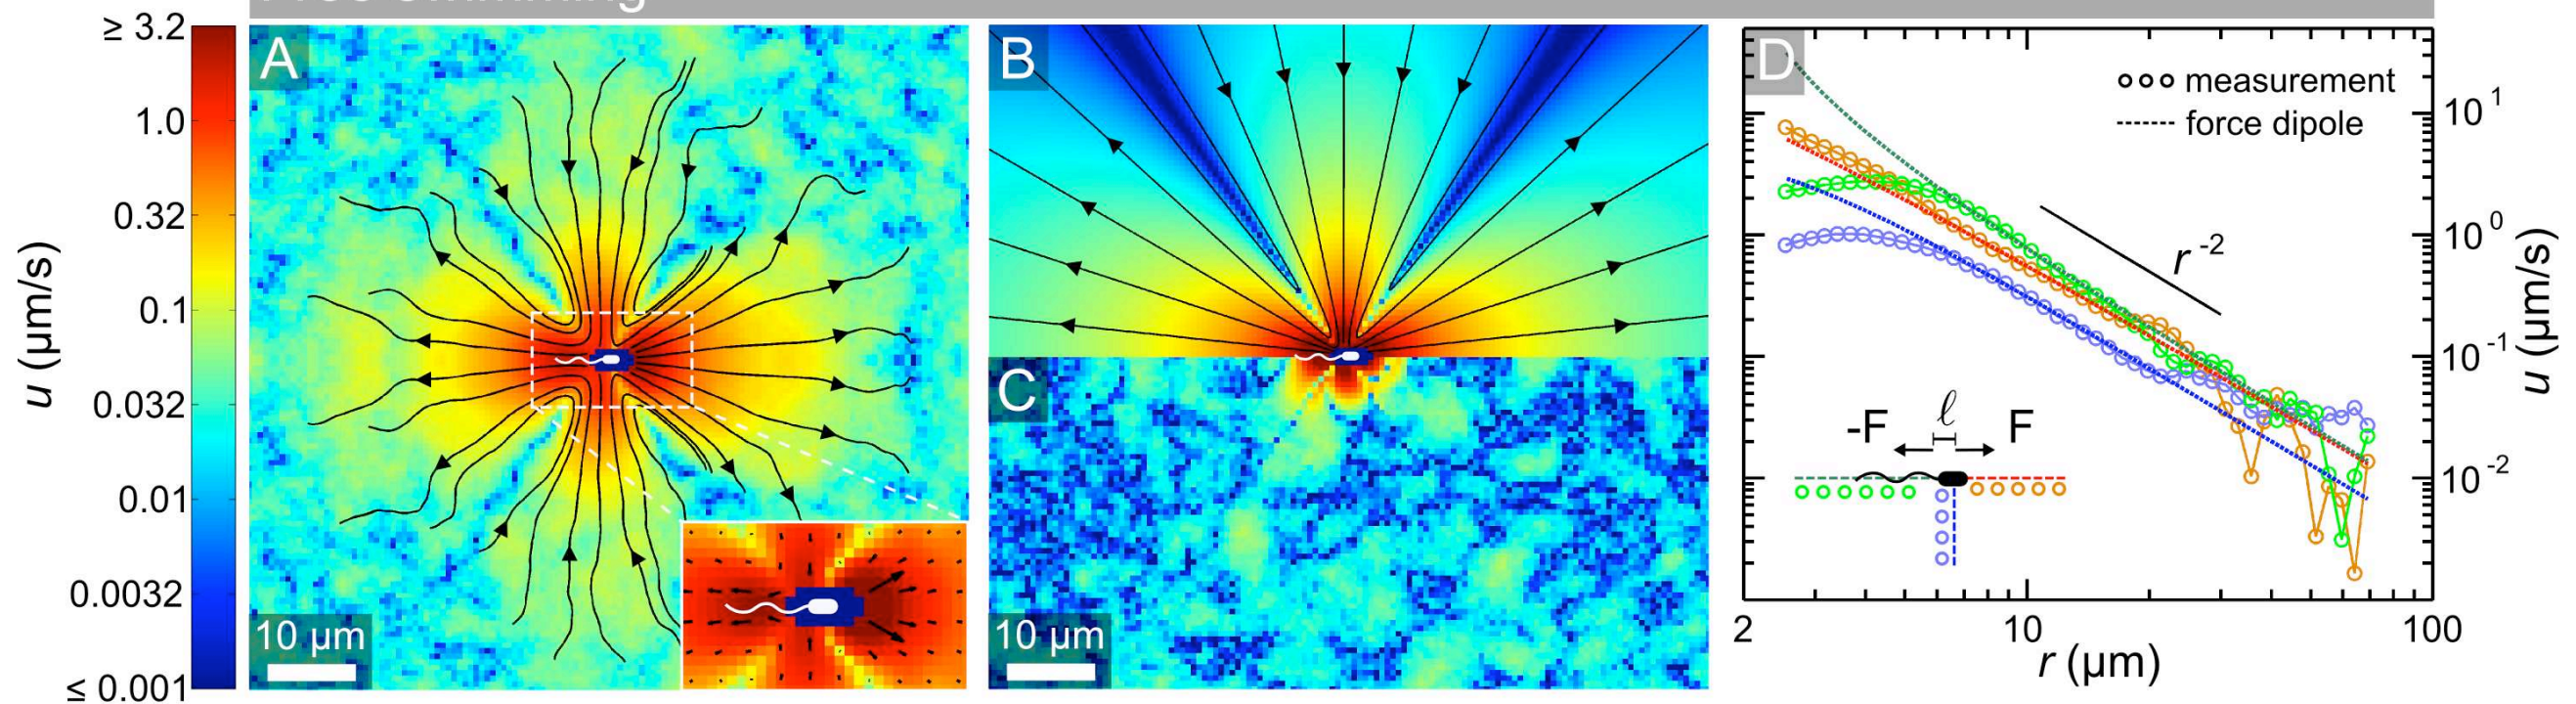 ≥ 3.2
1.0
0.32
0.1
0.032
0.01
0.0032
≤ 0.001
u (μm/s)
A
10 μm
B
C
10 μm
D
ooo measurement
force dipole
r -2
-F ℓ F
10 1
10 0
10 -1
10 -2
u (μm/s)
2 10 100
r (μm)